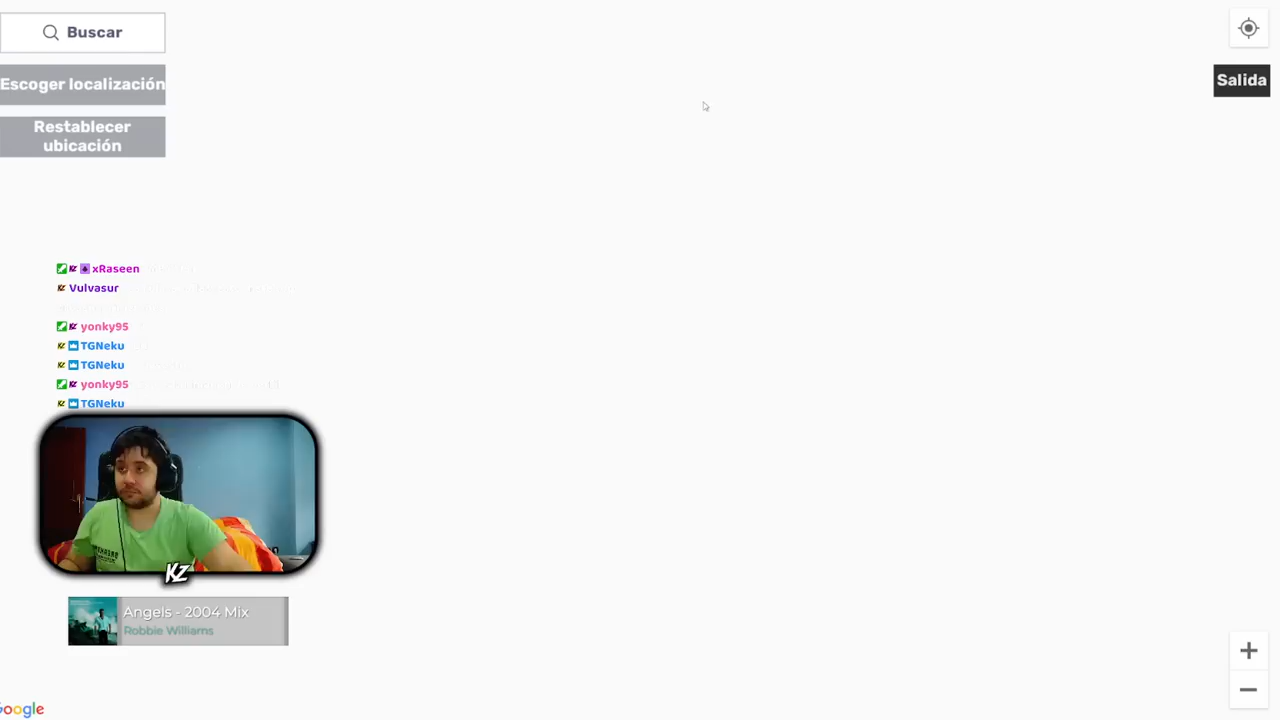 Buscar
Escoger localización
Restablecer
ubicación
Salida
xRaseen
Vulvasur
yonky95
TGNeku
TGNeku
yonky95
TGNeku
KZ
Angels - 2004 Mix
Robbie Williams
Google